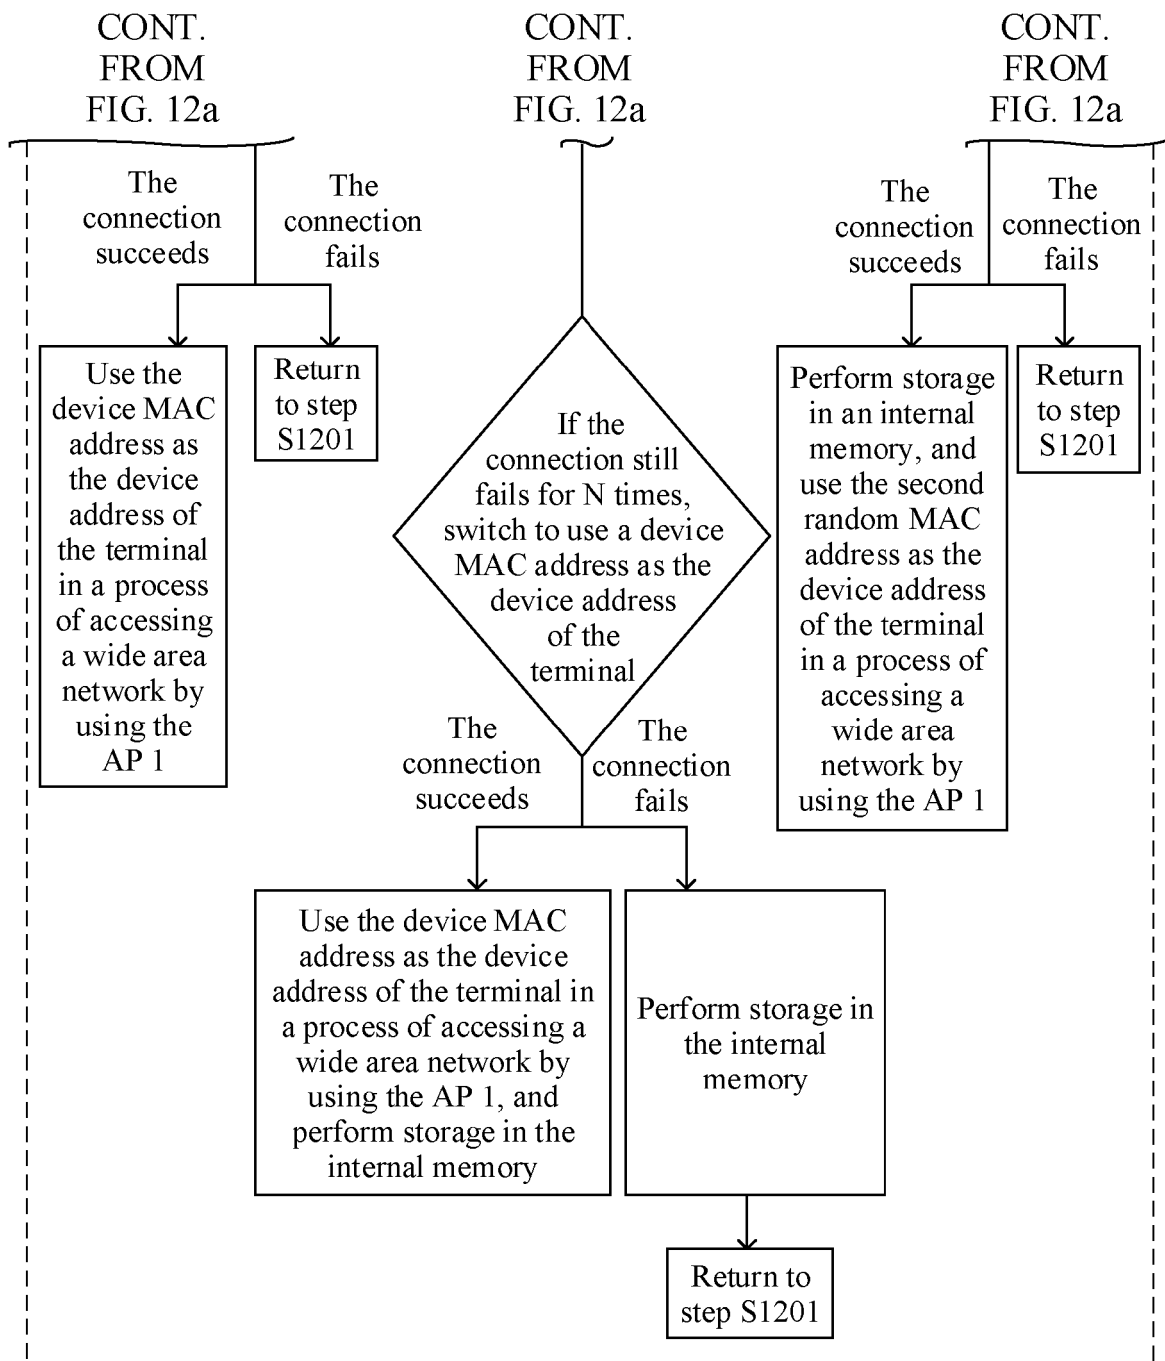 CONT.
FROM
FIG. 12a
CONT.
FROM
FIG. 12a
CONT.
FROM
FIG. 12a
The
connection
succeeds
The
connection
fails
The
connection
succeeds
The
connection
fails
Use the
device MAC
address as
the device
address of
the terminal
in a process
of accessing
a wide area
network by
using the
AP 1
Return
to step
S1201
If the
connection still
fails for N times,
switch to use a device
MAC address as the
device address
of the
terminal
Perform storage
in an internal
memory, and
use the second
random MAC
address as the
device address
of the terminal
in a process of
accessing a
wide area
network by
using the AP 1
Return
to step
S1201
The
connection
succeeds
The
connection
fails
Use the device MAC
address as the device
address of the terminal in
a process of accessing a
wide area network by
using the AP 1, and
perform storage in the
internal memory
Perform storage in
the internal
memory
Return to
step S1201